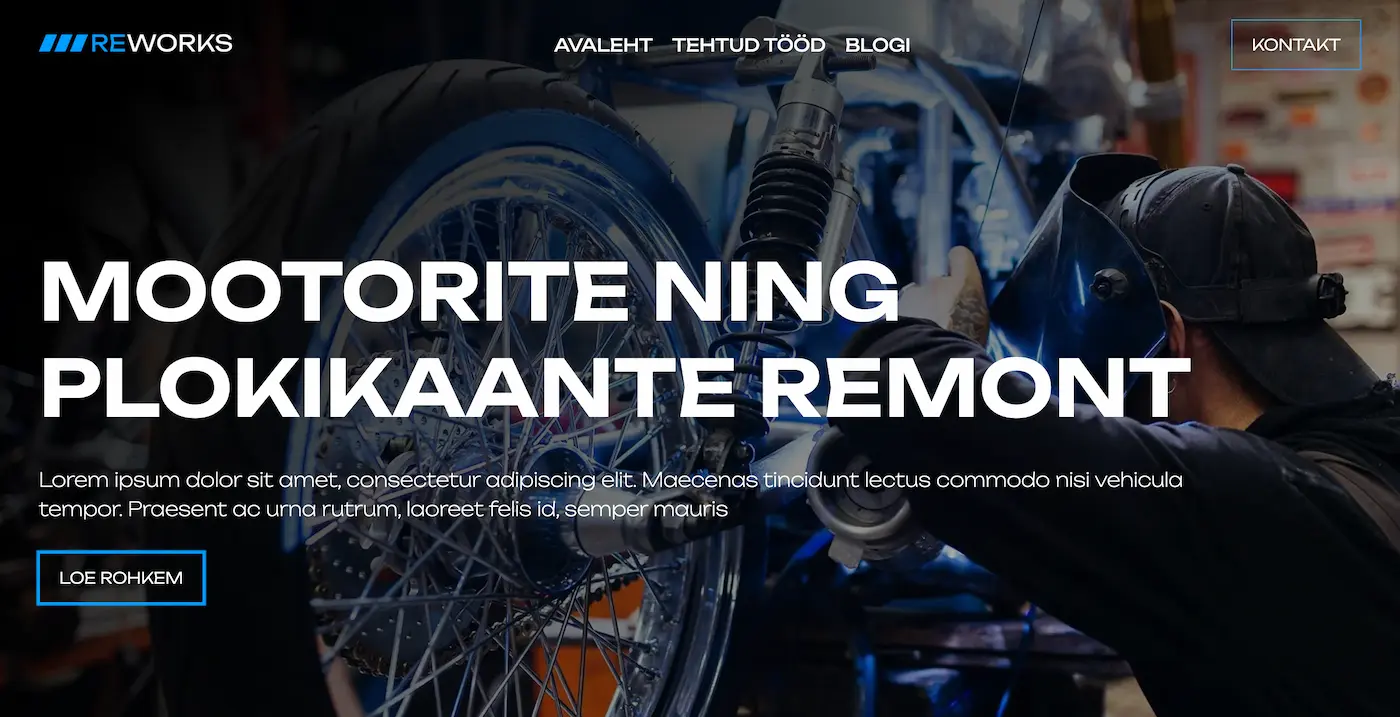 REWORKS
AVALEHT TEHTUD TÖÖD BLOGI
KONTAKT
MOOTORITE NING
PLOKIKAANTE REMONT
Lorem ipsum dolor sit amet, consectetur adipiscing elit. Maecenas tincidunt lectus commodo nisi vehicula
tempor. Praesent ac urna rutrum, laoreet felis id, semper mauris
LOE ROHKEM